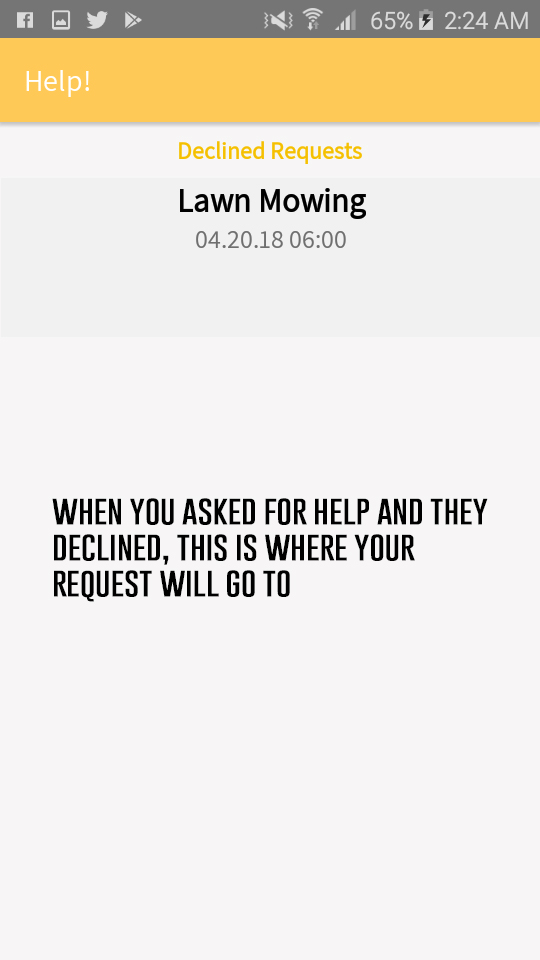 65% 2:24 AM
Help!
Declined Requests
Lawn Mowing
04.20.18 06:00
WHEN YOU ASKED FOR HELP AND THEY
DECLINED, THIS IS WHERE YOUR
REQUEST WILL GO TO